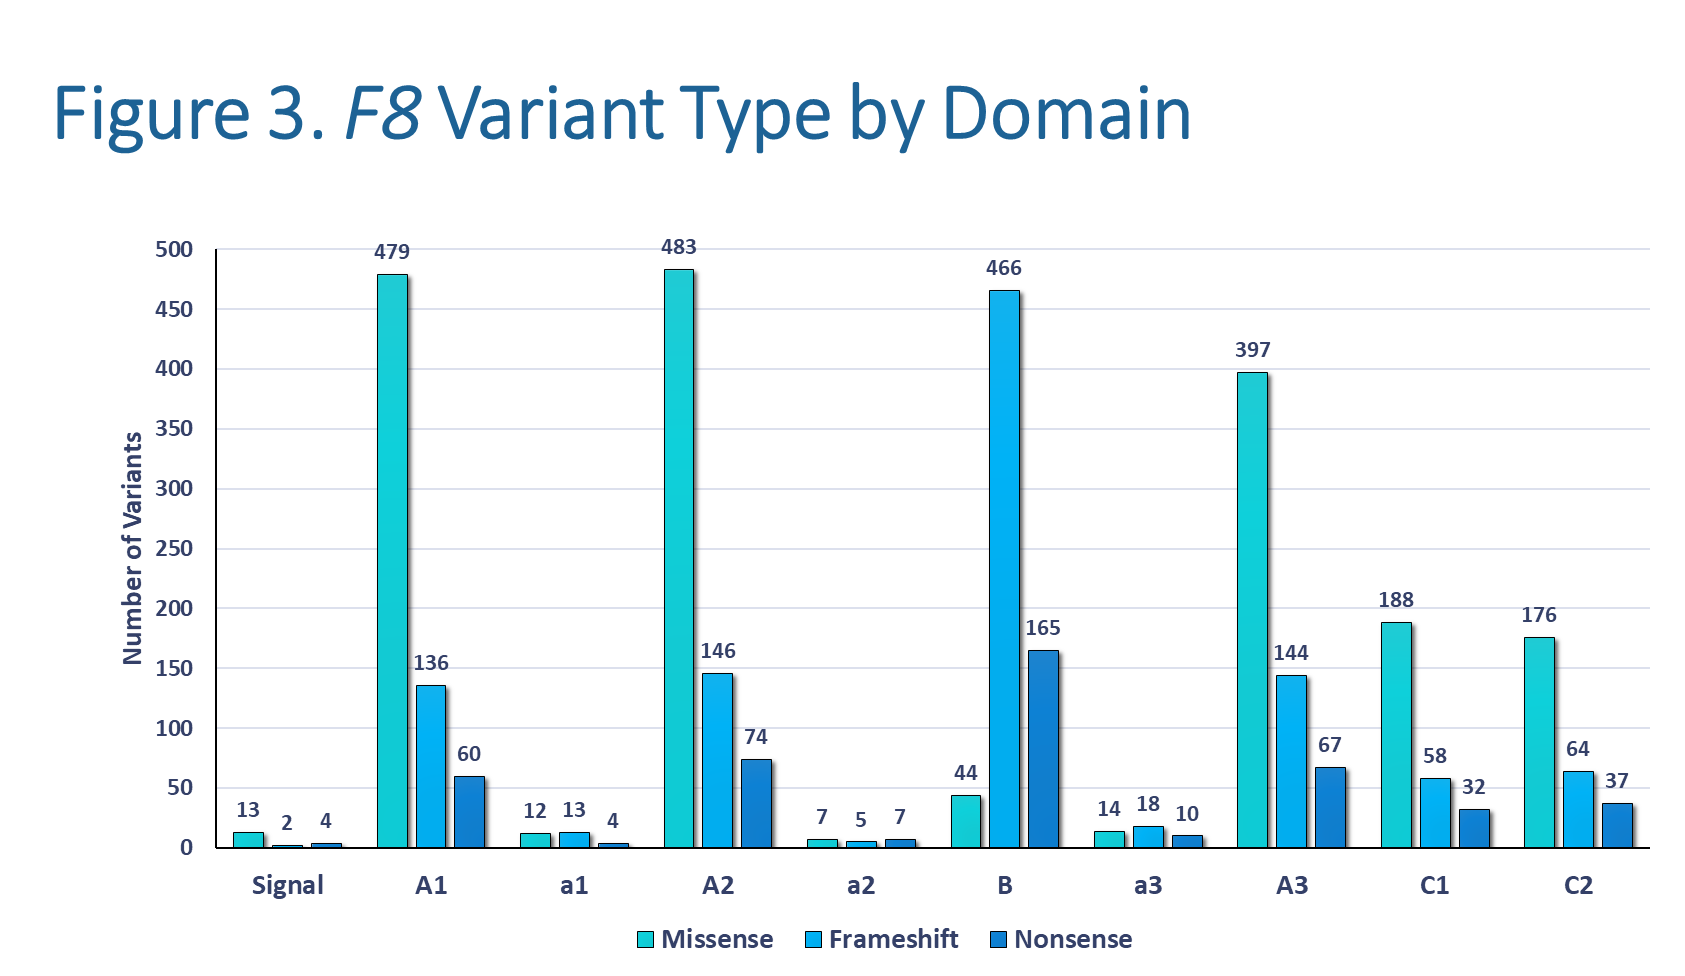 Figure 3. F8 Variant Type by Domain
Number of Variants
500
450
400
350
300
250
200
150
100
50
0
13 2 4
479 136 60
12 13 4
483 146 74
7 5 7
44 466 165
14 18 10
397 144 67
188 58 32
176 64 37
Signal A1 a1 A2 a2 B a3 A3 C1 C2
Missense Frameshift Nonsense